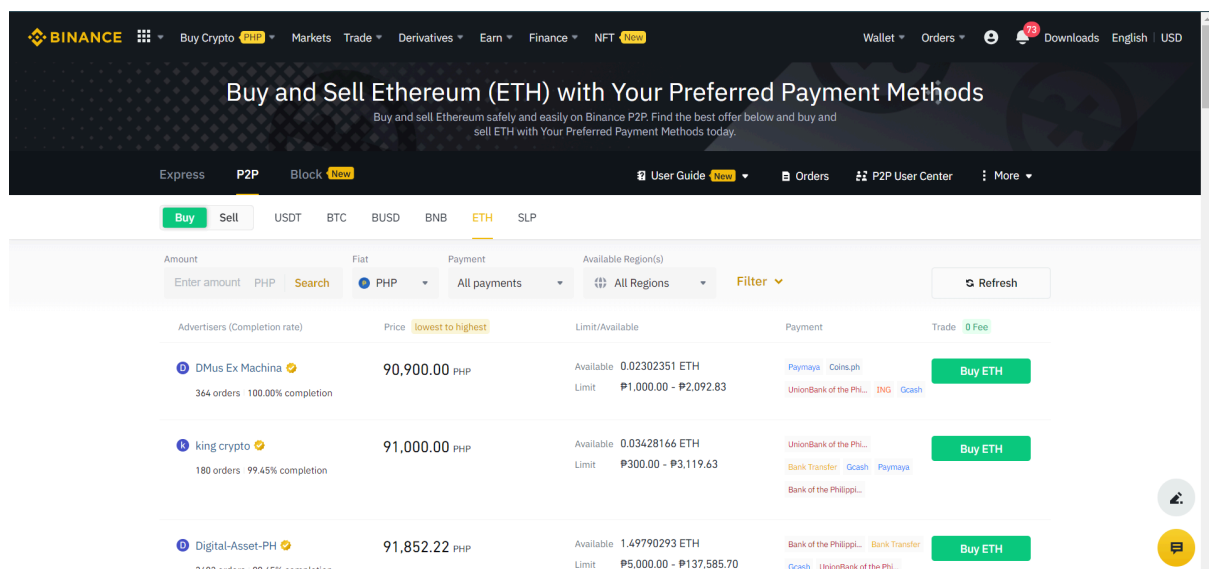 BINANCE Buy Crypto PHP Markets Trade Derivatives Earn Finance NFT New Wallet Orders 73 Downloads English USD
Buy and Sell Ethereum (ETH) with Your Preferred Payment Methods
Buy and sell Ethereum safely and easily on Binance P2P. Find the best offer below and buy and
sell ETH with Your Preferred Payment Methods today.
Express P2P Block New User Guide New Orders P2P User Center More
Buy Sell USDT BTC BUSD BNB ETH SLP
Amount Fiat Payment Available Region(s)
Enter amount PHP Search PHP All payments All Regions Filter Refresh
Advertisers (Completion rate) Price lowest to highest Limit/Available Payment Trade 0 Fee
D DMus Ex Machina 90,900.00 PHP Available 0.02302351 ETH Paymaya Coins.ph Buy ETH
364 orders 100.00% completion Limit ₱1,000.00 - ₱2,092.83 UnionBank of the Phi... ING Gcash
k king crypto 91,000.00 PHP Available 0.03428166 ETH UnionBank of the Phi... Buy ETH
180 orders 99.45% completion Limit ₱300.00 - ₱3,119.63 Bank Transfer Gcash Paymaya
Bank of the Philippi...
D Digital-Asset-PH 91,852.22 PHP Available 1.49790293 ETH Bank of the Philippi... Bank Transfer Buy ETH
Limit ₱5,000.00 - ₱137,585.70 Gcash UnionBank of the Phi...